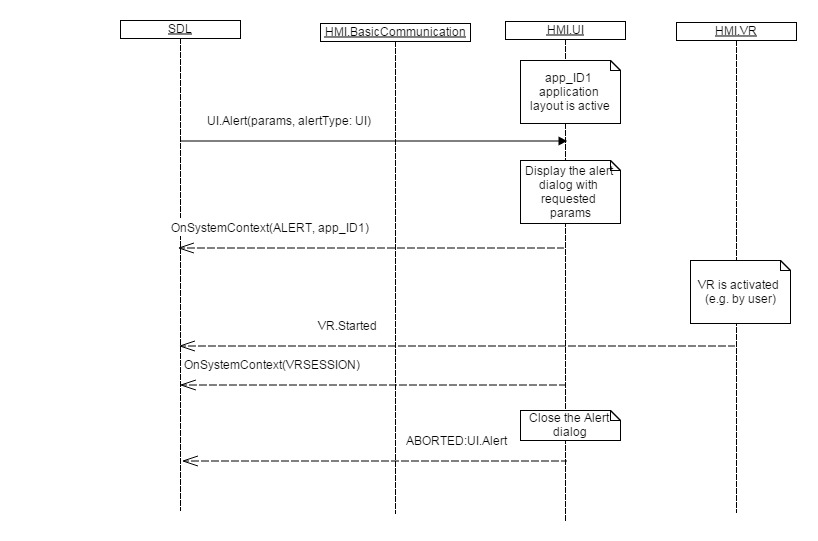 SDL
HMI.BasicCommunication
HMI.UI
HMI.VR
app_ID1
application
layout is active
UI.Alert(params, alertType: UI)
Display the alert
dialog with
requested
params
OnSystemContext(ALERT, app_ID1)
VR is activated
(e.g. by user)
VR.Started
OnSystemContext(VRSESSION)
Close the Alert
dialog
ABORTED:UI.Alert